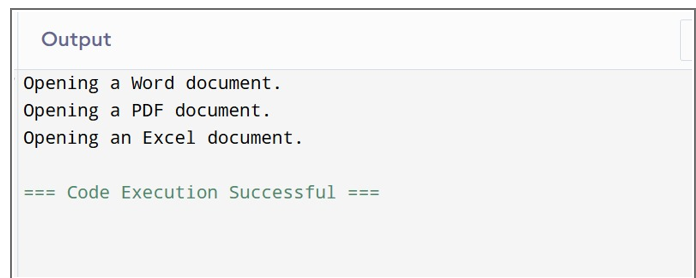 Output
Opening a Word document.
Opening a PDF document.
Opening an Excel document.
=== Code Execution Successful ===